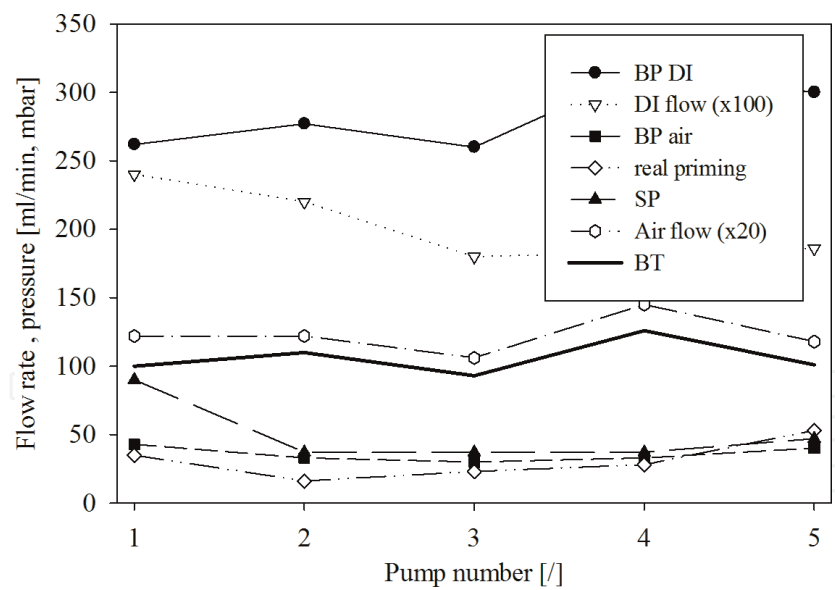 350
300
250
200
150
100
50
0
Flow rate , pressure [ml/min, mbar]
BP DI
DI flow (x100)
BP air
real priming
SP
Air flow (x20)
BT
1 2 3 4 5
Pump number [/]